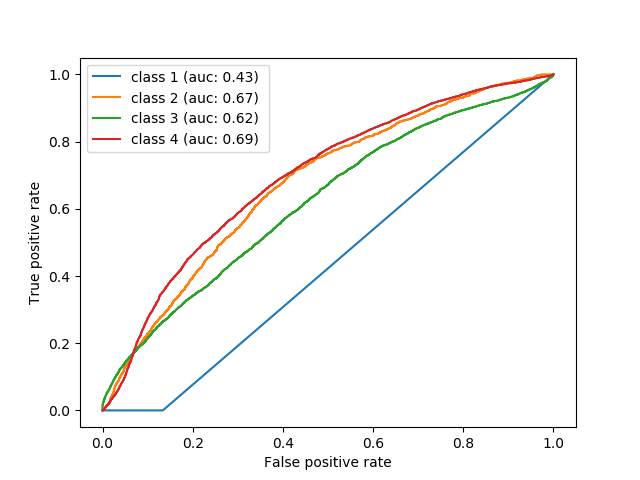 class 1 (auc: 0.43)
class 2 (auc: 0.67)
class 3 (auc: 0.62)
class 4 (auc: 0.69)
1.0
0.8
0.6
0.4
0.2
0.0
True positive rate
0.0 0.2 0.4 0.6 0.8 1.0
False positive rate